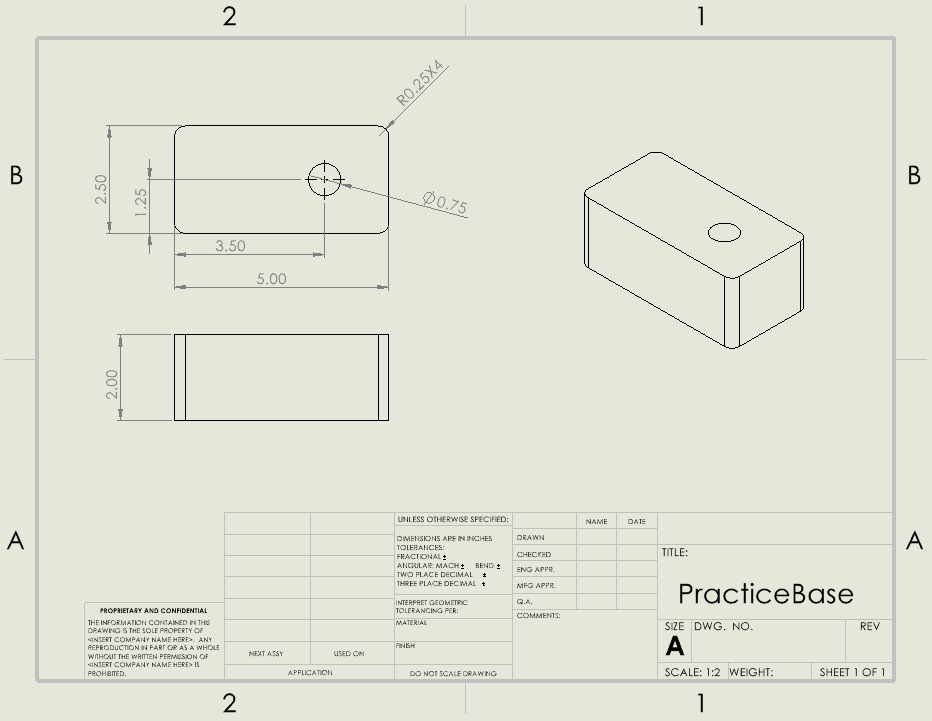 2
1
B
B
R0.25X4
2.50
1.25
Ø0.75
3.50
5.00
2.00
A
A
UNLESS OTHERWISE SPECIFIED:
NAME
DATE
DIMENSIONS ARE IN INCHES
TOLERANCES:
FRACTIONAL ±
ANGULAR: MACH ± BEND ±
TWO PLACE DECIMAL ±
THREE PLACE DECIMAL ±
DRAWN
CHECKED
ENG APPR.
MFG APPR.
Q.A.
COMMENTS:
INTERPRET GEOMETRIC
TOLERANCING PER:
MATERIAL
FINISH
DO NOT SCALE DRAWING
TITLE:
PracticeBase
SIZE
A
DWG. NO.
REV
SCALE: 1:2
WEIGHT:
SHEET 1 OF 1
PROPRIETARY AND CONFIDENTIAL
THE INFORMATION CONTAINED IN THIS
DRAWING IS THE SOLE PROPERTY OF
<INSERT COMPANY NAME HERE>. ANY
REPRODUCTION IN PART OR AS A WHOLE
WITHOUT THE WRITTEN PERMISSION OF
<INSERT COMPANY NAME HERE> IS
PROHIBITED.
NEXT ASSY
USED ON
APPLICATION
2
1